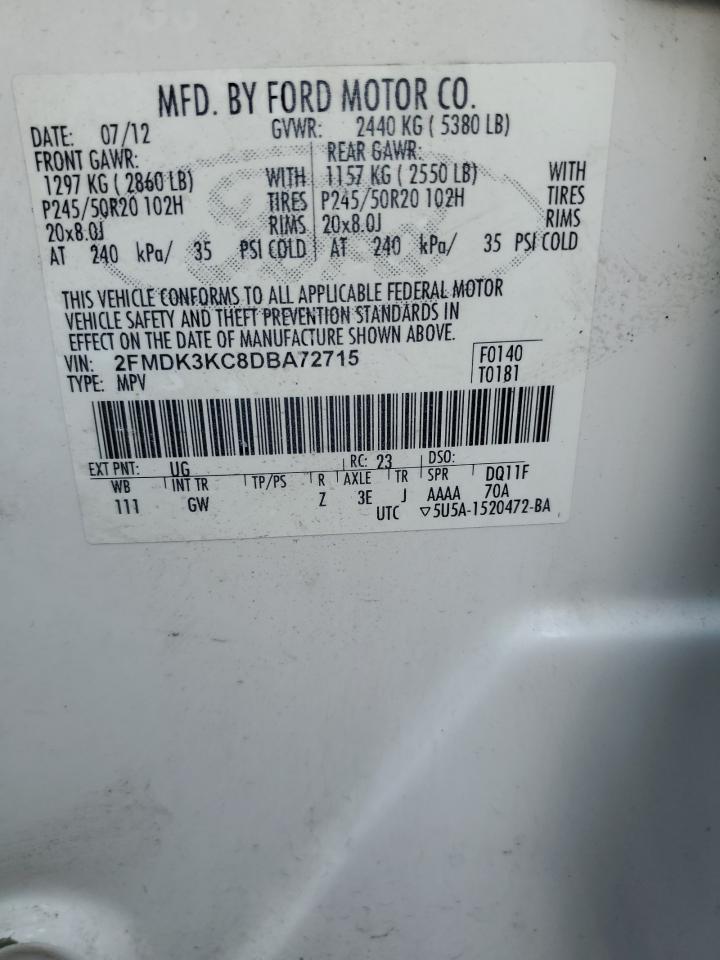 MFD. BY FORD MOTOR CO.
DATE: 07/12 GVWR: 2440 KG ( 5380 LB)
FRONT GAWR: REAR GAWR:
1297 KG ( 2860 LB) WITH 1157 KG ( 2550 LB) WITH
P245/50R20 102H TIRES P245/50R20 102H TIRES
20x8.0J RIMS 20x8.0J RIMS
AT 240 kPa/ 35 PSI COLD AT 240 kPa/ 35 PSI COLD
THIS VEHICLE CONFORMS TO ALL APPLICABLE FEDERAL MOTOR
VEHICLE SAFETY AND THEFT PREVENTION STANDARDS IN
EFFECT ON THE DATE OF MANUFACTURE SHOWN ABOVE.
VIN: 2FMDK3KC8DBA72715 F0140
TYPE: MPV T0181
EXT PNT: UG RC: 23 DSO:
WB INT TR TP/PS R AXLE TR SPR DQ11F
111 GW Z 3E J AAAA 70A
UTC ▽5U5A-1520472-BA